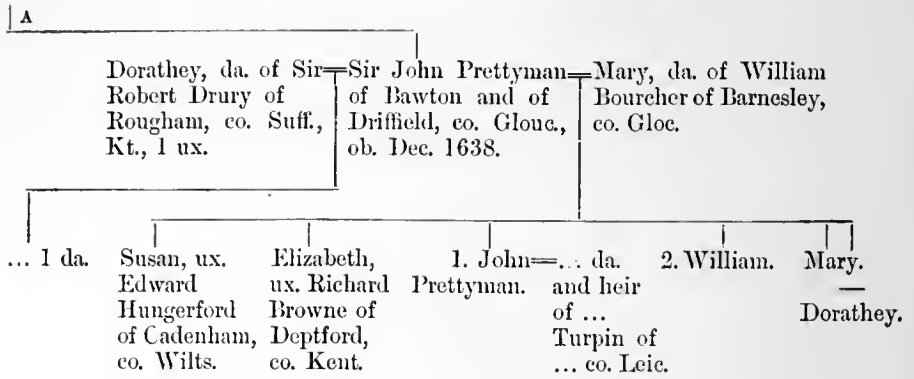 A
Dorathey, da. of Sir
Robert Drury of
Rougham, co. Suff.,
Kt., 1 ux.
Sir John Prettyman
of Bawton and of
Driffield, co. Glouc.,
ob. Dec. 1638.
Mary, da. of William
Bourcher of Barnesley,
co. Gloc.
... 1 da.
Susan, ux.
Edward
Hungerford
of Cadenham,
co. Wilts.
Elizabeth,
ux. Richard
Browne of
Deptford,
co. Kent.
1. John
Prettyman.
... da.
and heir
of ...
Turpin of
... co. Leic.
2. William.
Mary.
—
Dorathey.